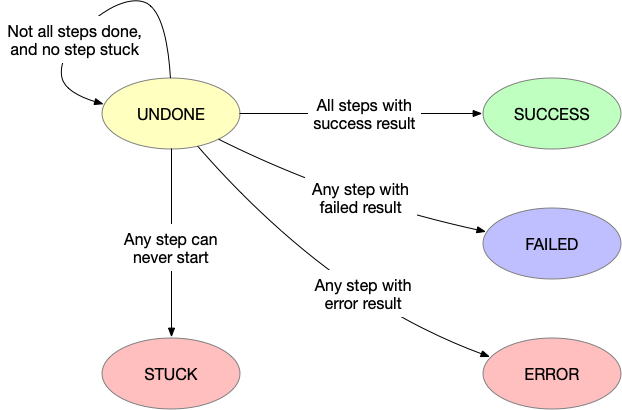 Not all steps done,
and no step stuck
UNDONE
All steps with
success result
SUCCESS
Any step with
failed result
FAILED
Any step can
never start
Any step with
error result
STUCK
ERROR